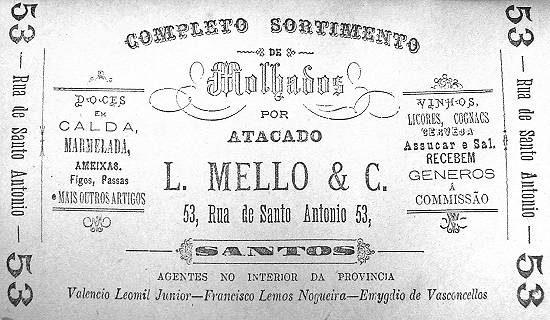 53 — Rua de Santo Antonio — 53
COMPLETO SORTIMENTO
DE
Molhados
POR
ATACADO
DOCES
EM
CALDA,
MARMELADA,
AMEIXAS.
Figos, Passas
e MAIS OUTROS ARTIGOS
L. MELLO & C.
53, Rua de Santo Antonio 53,
VINHOS,
LICORES, COGNACS
CERVEJA
Assucar e Sal.
RECEBEM
GENEROS
Á
COMMISSÃO
SANTOS
AGENTES NO INTERIOR DA PROVINCIA
Valencio Leomil Junior—Francisco Lemos Nogueira—Emygdio de Vasconcellos
53 — Rua de Santo Antonio — 53